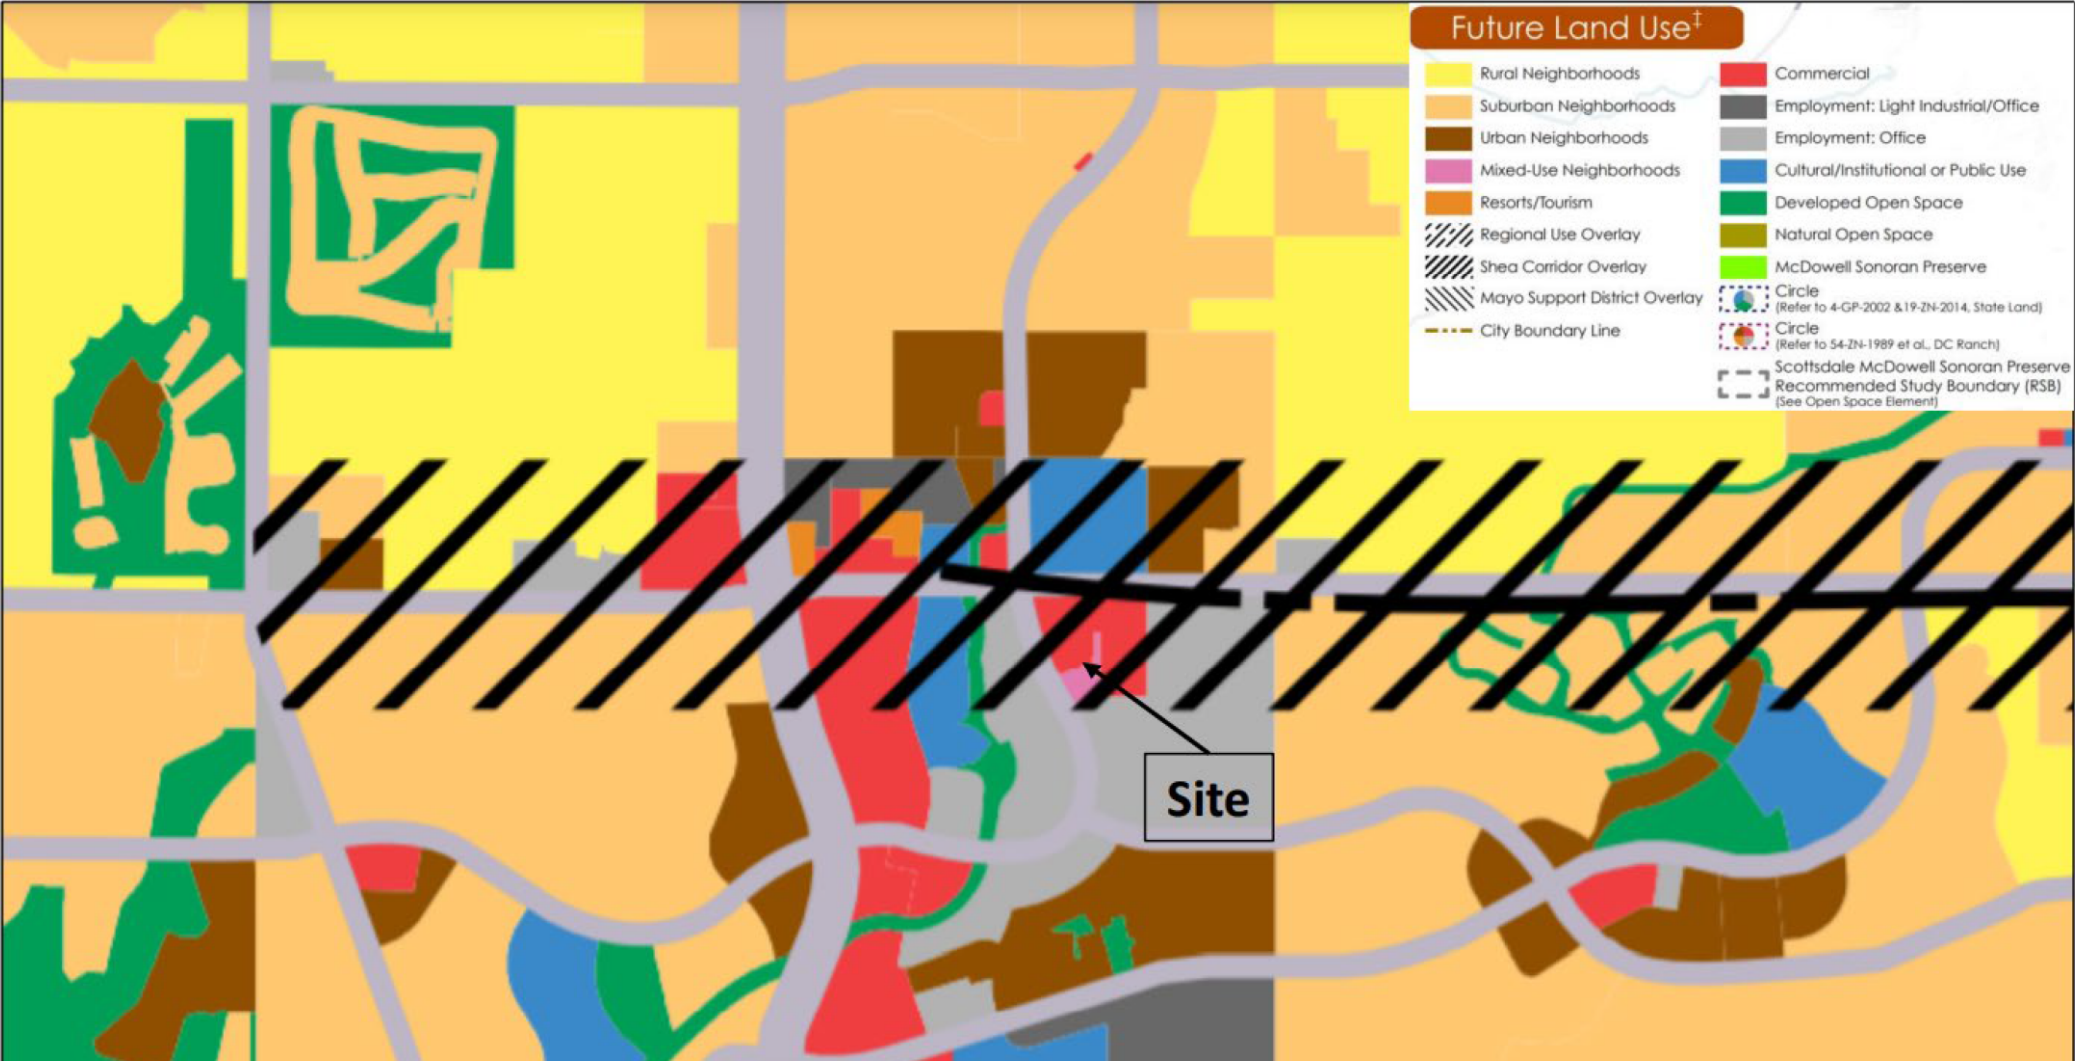 Future Land Use‡
Rural Neighborhoods
Suburban Neighborhoods
Urban Neighborhoods
Mixed-Use Neighborhoods
Resorts/Tourism
Regional Use Overlay
Shea Corridor Overlay
Mayo Support District Overlay
City Boundary Line
Commercial
Employment: Light Industrial/Office
Employment: Office
Cultural/Institutional or Public Use
Developed Open Space
Natural Open Space
McDowell Sonoran Preserve
Circle
(Refer to 4-GP-2002 &19-ZN-2014, State Land)
Circle
(Refer to 54-ZN-1989 et al., DC Ranch)
Scottsdale McDowell Sonoran Preserve
Recommended Study Boundary (RSB)
(See Open Space Element)
Site